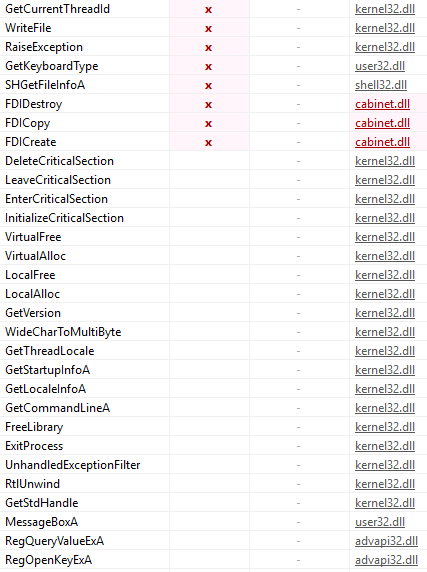 GetCurrentThreadId x - kernel32.dll
WriteFile x - kernel32.dll
RaiseException x - kernel32.dll
GetKeyboardType x - user32.dll
SHGetFileInfoA x - shell32.dll
FDIDestroy x - cabinet.dll
FDICopy x - cabinet.dll
FDICreate x - cabinet.dll
DeleteCriticalSection - kernel32.dll
LeaveCriticalSection - kernel32.dll
EnterCriticalSection - kernel32.dll
InitializeCriticalSection - kernel32.dll
VirtualFree - kernel32.dll
VirtualAlloc - kernel32.dll
LocalFree - kernel32.dll
LocalAlloc - kernel32.dll
GetVersion - kernel32.dll
WideCharToMultiByte - kernel32.dll
GetThreadLocale - kernel32.dll
GetStartupInfoA - kernel32.dll
GetLocaleInfoA - kernel32.dll
GetCommandLineA - kernel32.dll
FreeLibrary - kernel32.dll
ExitProcess - kernel32.dll
UnhandledExceptionFilter - kernel32.dll
RtlUnwind - kernel32.dll
GetStdHandle - kernel32.dll
MessageBoxA - user32.dll
RegQueryValueExA - advapi32.dll
RegOpenKeyExA - advapi32.dll